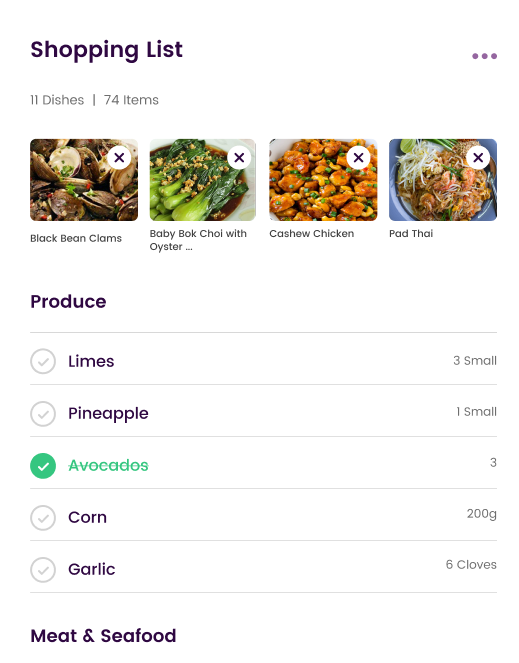 Shopping List
11 Dishes | 74 Items
Black Bean Clams
Baby Bok Choi with
Oyster ...
Cashew Chicken
Pad Thai
Produce
Limes 3 Small
Pineapple 1 Small
Avocados 3
Corn 200g
Garlic 6 Cloves
Meat & Seafood